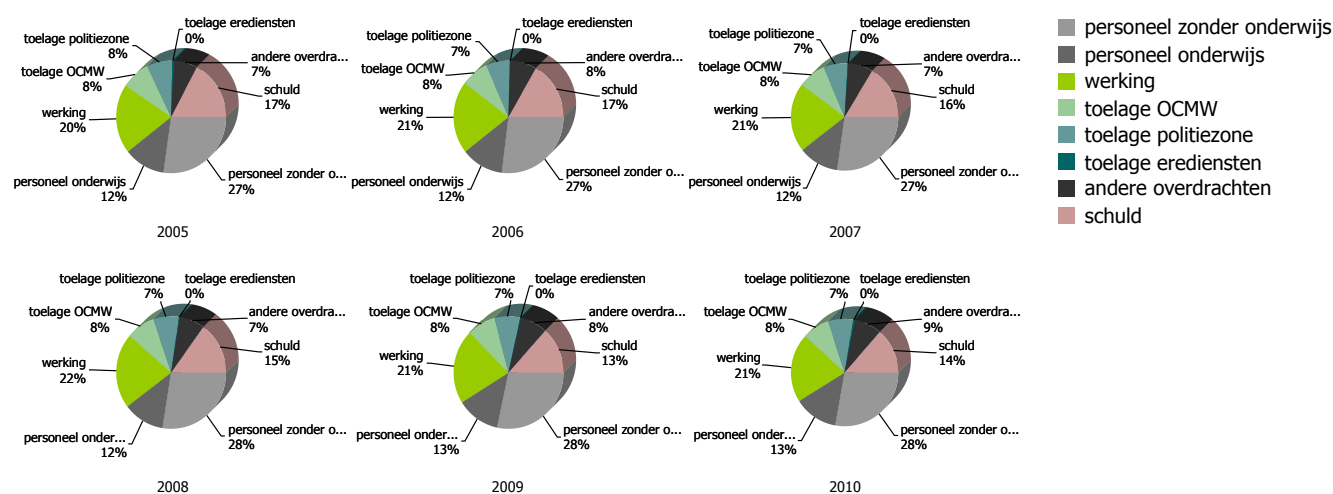 toelage erediensten
0%
toelage politiezone
8%
andere overdra...
7%
toelage OCMW
8%
schuld
17%
werking
20%
personeel onderwijs
12%
personeel zonder o...
27%
2005
toelage erediensten
0%
toelage politiezone
7%
andere overdra...
8%
toelage OCMW
8%
schuld
17%
werking
21%
personeel onderwijs
12%
personeel zonder o...
27%
2006
toelage erediensten
0%
toelage politiezone
7%
andere overdra...
7%
toelage OCMW
8%
schuld
16%
werking
21%
personeel onderwijs
12%
personeel zonder o...
27%
2007
personeel zonder onderwijs
personeel onderwijs
werking
toelage OCMW
toelage politiezone
toelage erediensten
andere overdrachten
schuld
toelage politiezone
7%
toelage erediensten
0%
toelage OCMW
8%
andere overdra...
7%
schuld
15%
werking
22%
personeel onder...
12%
personeel zonder o...
28%
2008
toelage politiezone
7%
toelage erediensten
0%
toelage OCMW
8%
andere overdra...
8%
schuld
13%
werking
21%
personeel onder...
13%
personeel zonder o...
28%
2009
toelage politiezone
7%
toelage erediensten
0%
toelage OCMW
8%
andere overdra...
9%
schuld
14%
werking
21%
personeel onder...
13%
personeel zonder o...
28%
2010